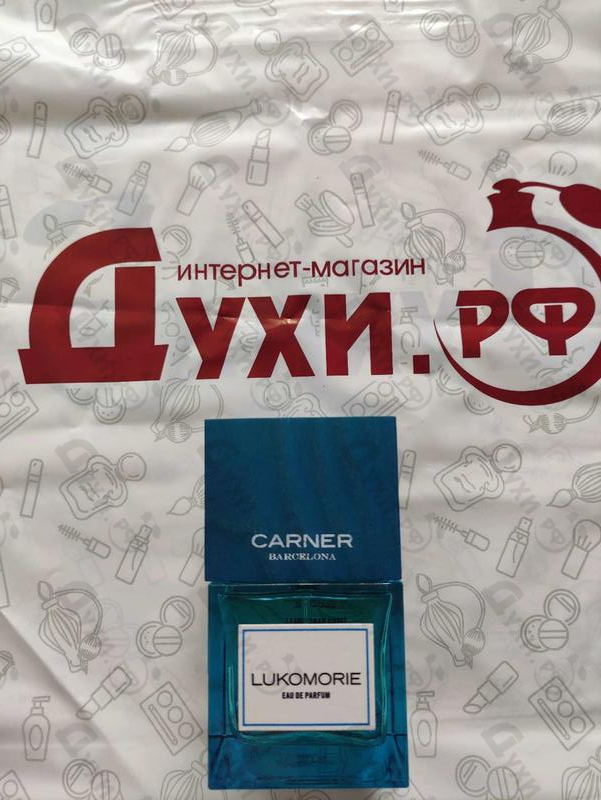 интернет-магазин
Духи.РФ
CARNER
BARCELONA
LUKOMORIE
EAU DE PARFUM